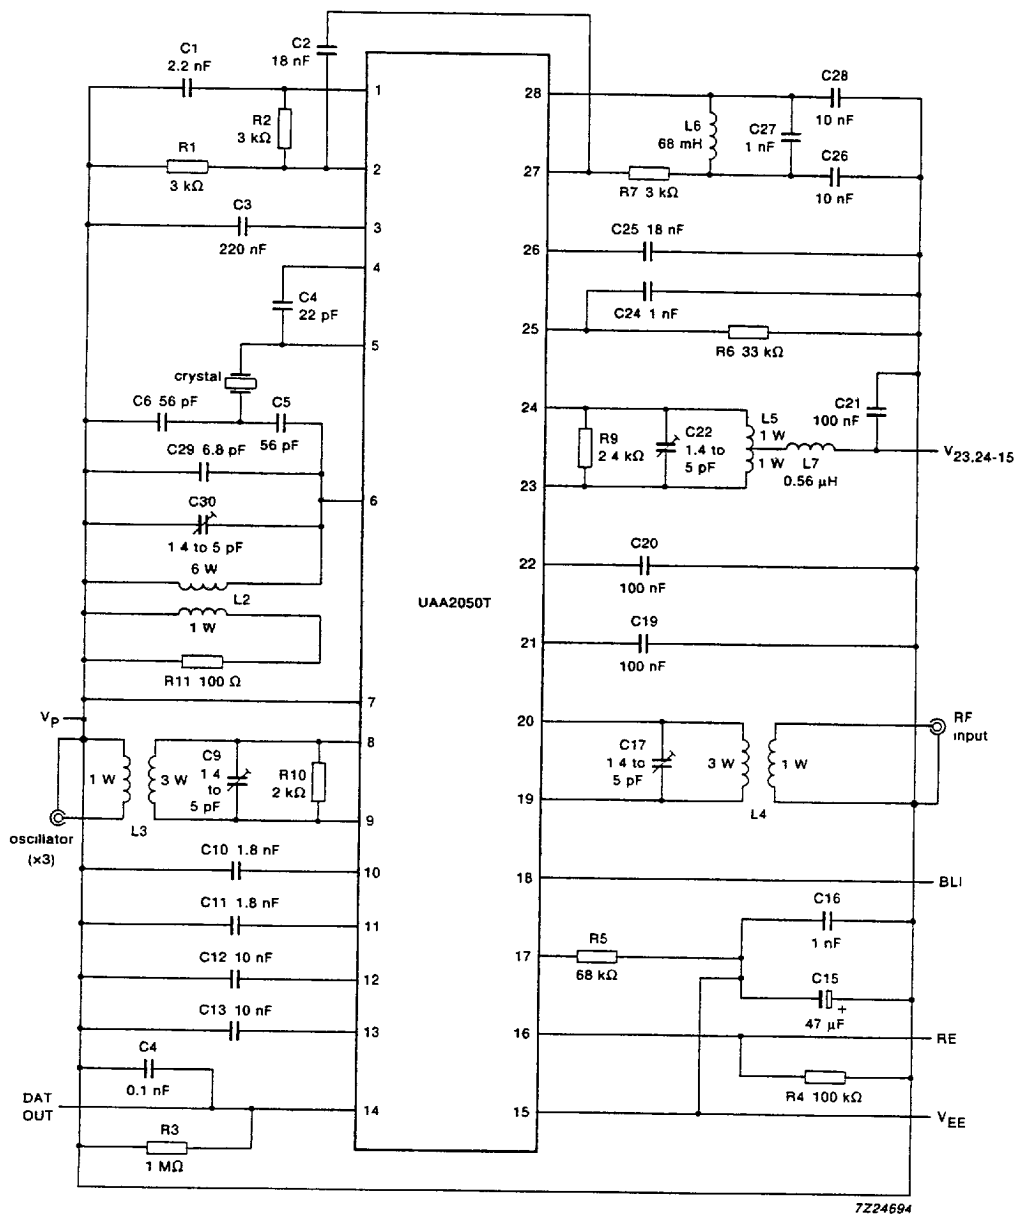 C1
2.2 nF
C2
18 nF
1
R2
3 kΩ
R1
3 kΩ
2
C3
220 nF
3
4
C4
22 pF
5
crystal
C6 56 pF
C5
56 pF
C29 6.8 pF
6
C30
1 4 to 5 pF
6 W
L2
1 W
R11 100 Ω
7
VP
8
1 W
3 W
C9
1 4
to
5 pF
R10
2 kΩ
9
L3
oscillator
(x3)
C10 1.8 nF
10
C11 1.8 nF
11
C12 10 nF
12
C13 10 nF
13
C4
0.1 nF
DAT
OUT
14
R3
1 MΩ
UAA2050T
28
C28
10 nF
L6
68 mH
C27
1 nF
27
R7 3 kΩ
C26
10 nF
26
C25 18 nF
C24 1 nF
25
R6 33 kΩ
24
R9
2 4 kΩ
C22
1.4 to
5 pF
L5
1 W
1 W
L7
0.56 μH
C21
100 nF
V23,24-15
23
22
C20
100 nF
21
C19
100 nF
20
C17
1 4 to
5 pF
3 W
1 W
RF
input
19
L4
18
BLI
17
R5
68 kΩ
C16
1 nF
C15
+
47 μF
16
RE
R4 100 kΩ
15
VEE
7Z24694